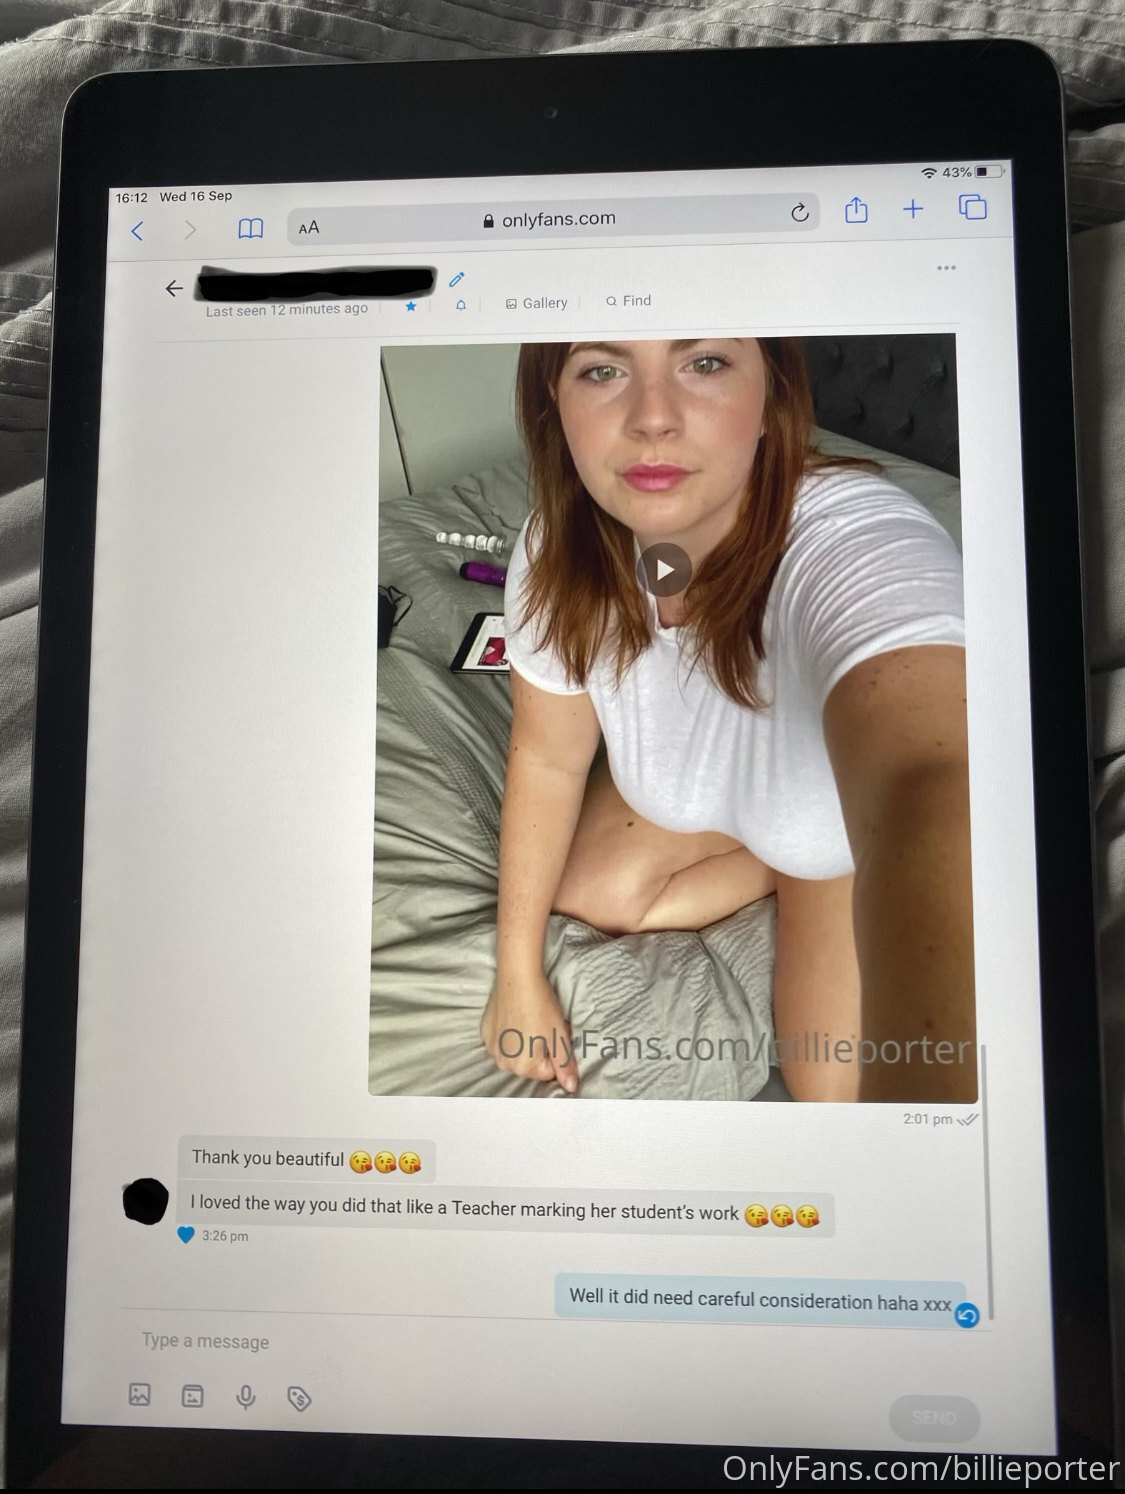 16:12 Wed 16 Sep
43%
AA
onlyfans.com
Last seen 12 minutes ago
Gallery
Find
OnlyFans.com/billieporter
2:01 pm
Thank you beautiful 😘😘😘
I loved the way you did that like a Teacher marking her student's work 😘😘😘
3:26 pm
Well it did need careful consideration haha xxx
Type a message
SEND
OnlyFans.com/billieporter